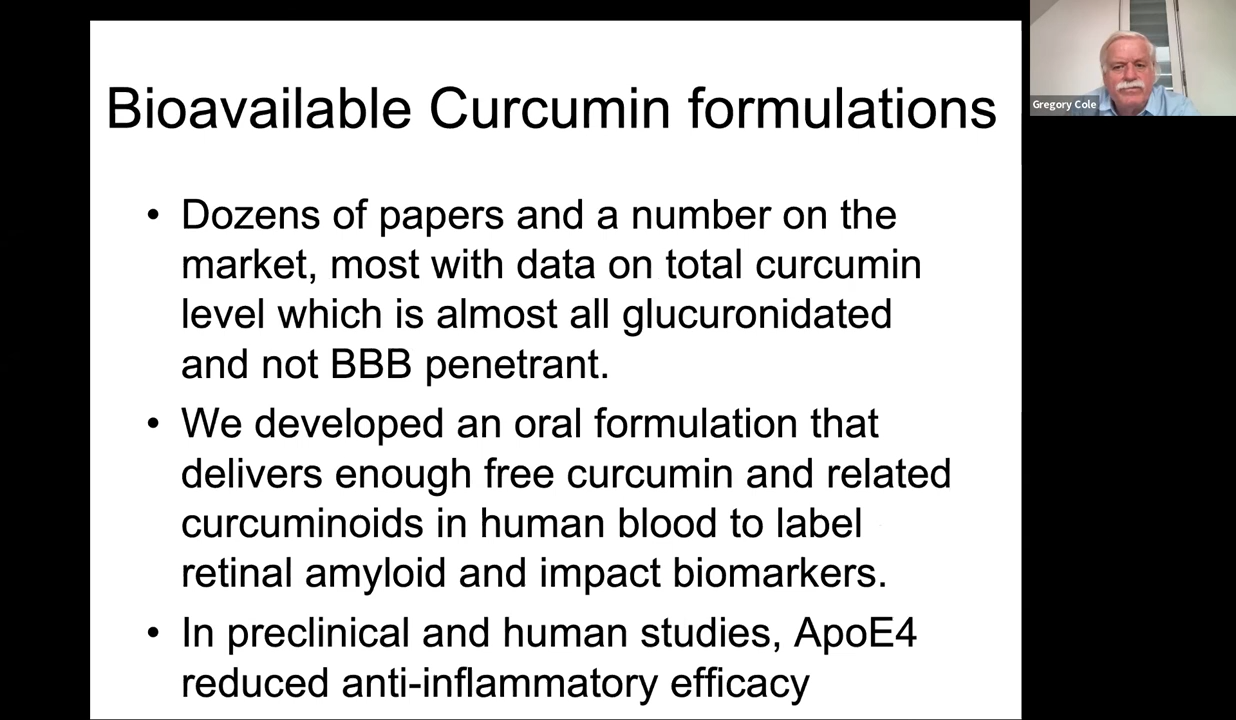 Bioavailable Curcumin formulations
Gregory Cole
• Dozens of papers and a number on the
market, most with data on total curcumin
level which is almost all glucuronidated
and not BBB penetrant.
• We developed an oral formulation that
delivers enough free curcumin and related
curcuminoids in human blood to label
retinal amyloid and impact biomarkers.
• In preclinical and human studies, ApoE4
reduced anti-inflammatory efficacy